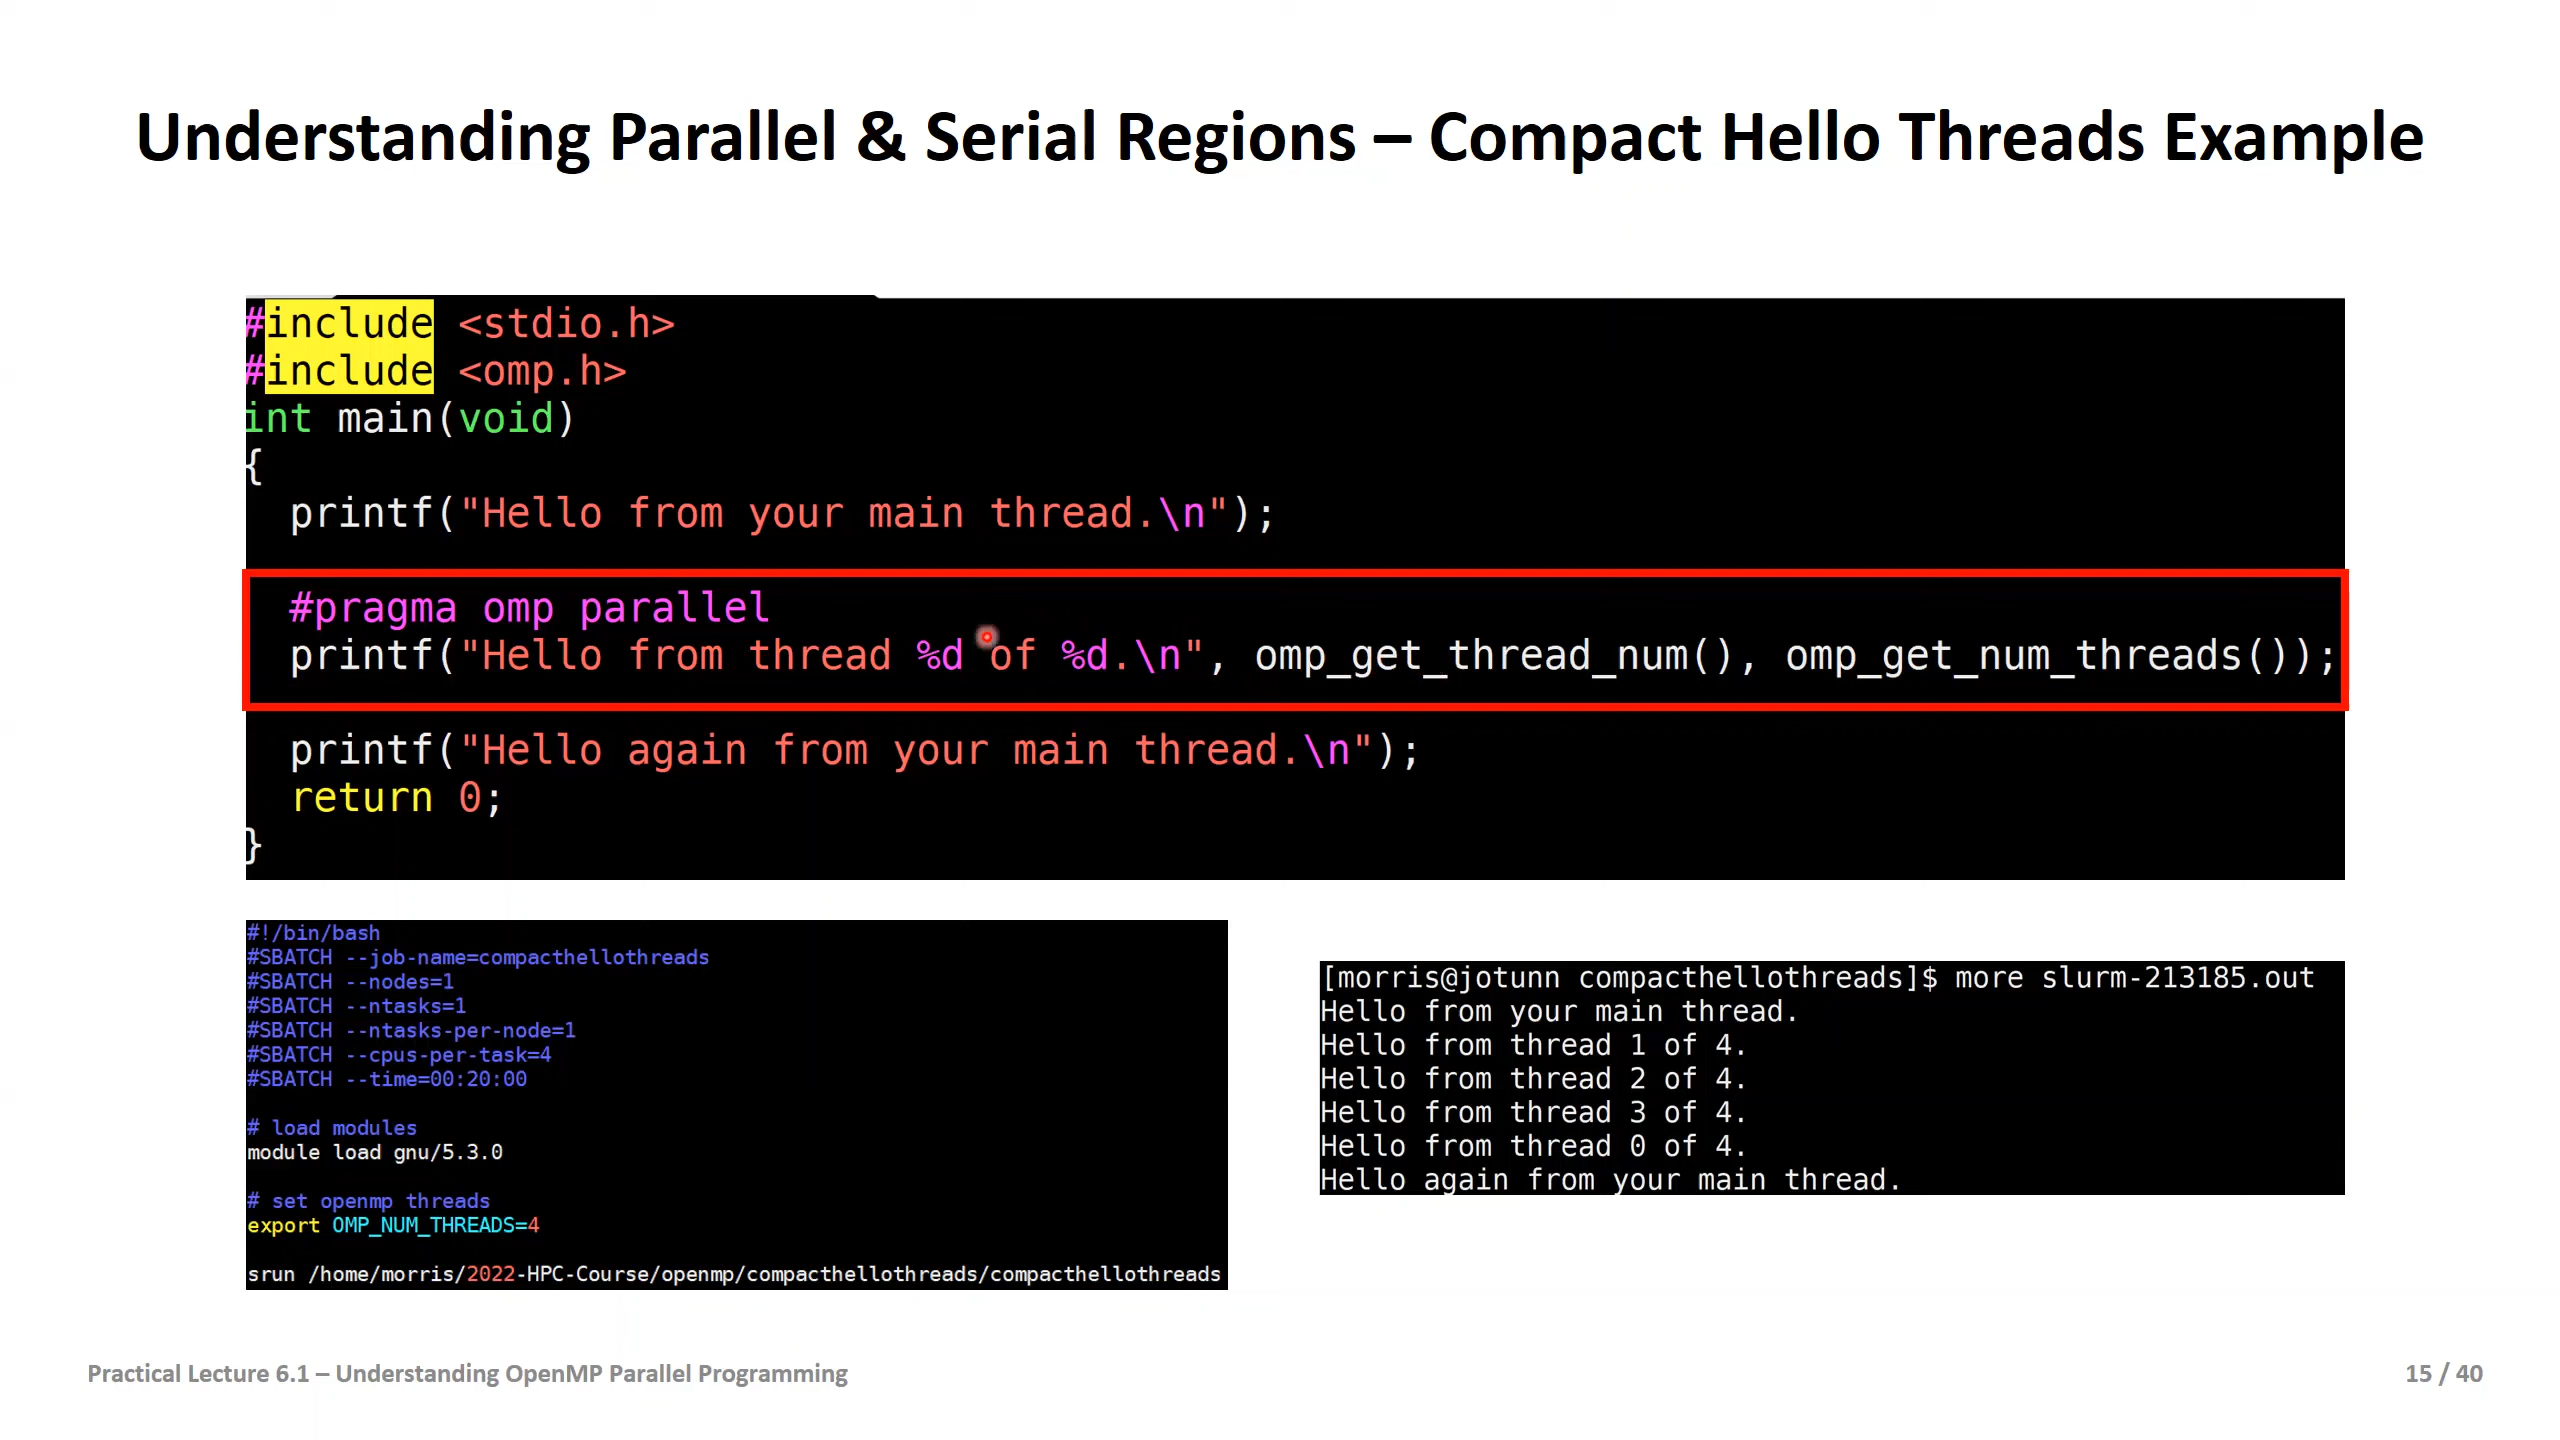 Understanding Parallel & Serial Regions – Compact Hello Threads Example
#include <stdio.h>
#include <omp.h>
int main(void)
{
printf("Hello from your main thread.\n");
#pragma omp parallel
printf("Hello from thread %d of %d.\n", omp_get_thread_num(), omp_get_num_threads());
printf("Hello again from your main thread.\n");
return 0;
}
#!/bin/bash
#SBATCH --job-name=compacthellothreads
#SBATCH --nodes=1
#SBATCH --ntasks=1
#SBATCH --ntasks-per-node=1
#SBATCH --cpus-per-task=4
#SBATCH --time=00:20:00
# load modules
module load gnu/5.3.0
# set openmp threads
export OMP_NUM_THREADS=4
srun /home/morris/2022-HPC-Course/openmp/compacthellothreads/compacthellothreads
[morris@jotunn compacthellothreads]$ more slurm-213185.out
Hello from your main thread.
Hello from thread 1 of 4.
Hello from thread 2 of 4.
Hello from thread 3 of 4.
Hello from thread 0 of 4.
Hello again from your main thread.
Practical Lecture 6.1 – Understanding OpenMP Parallel Programming
15 / 40